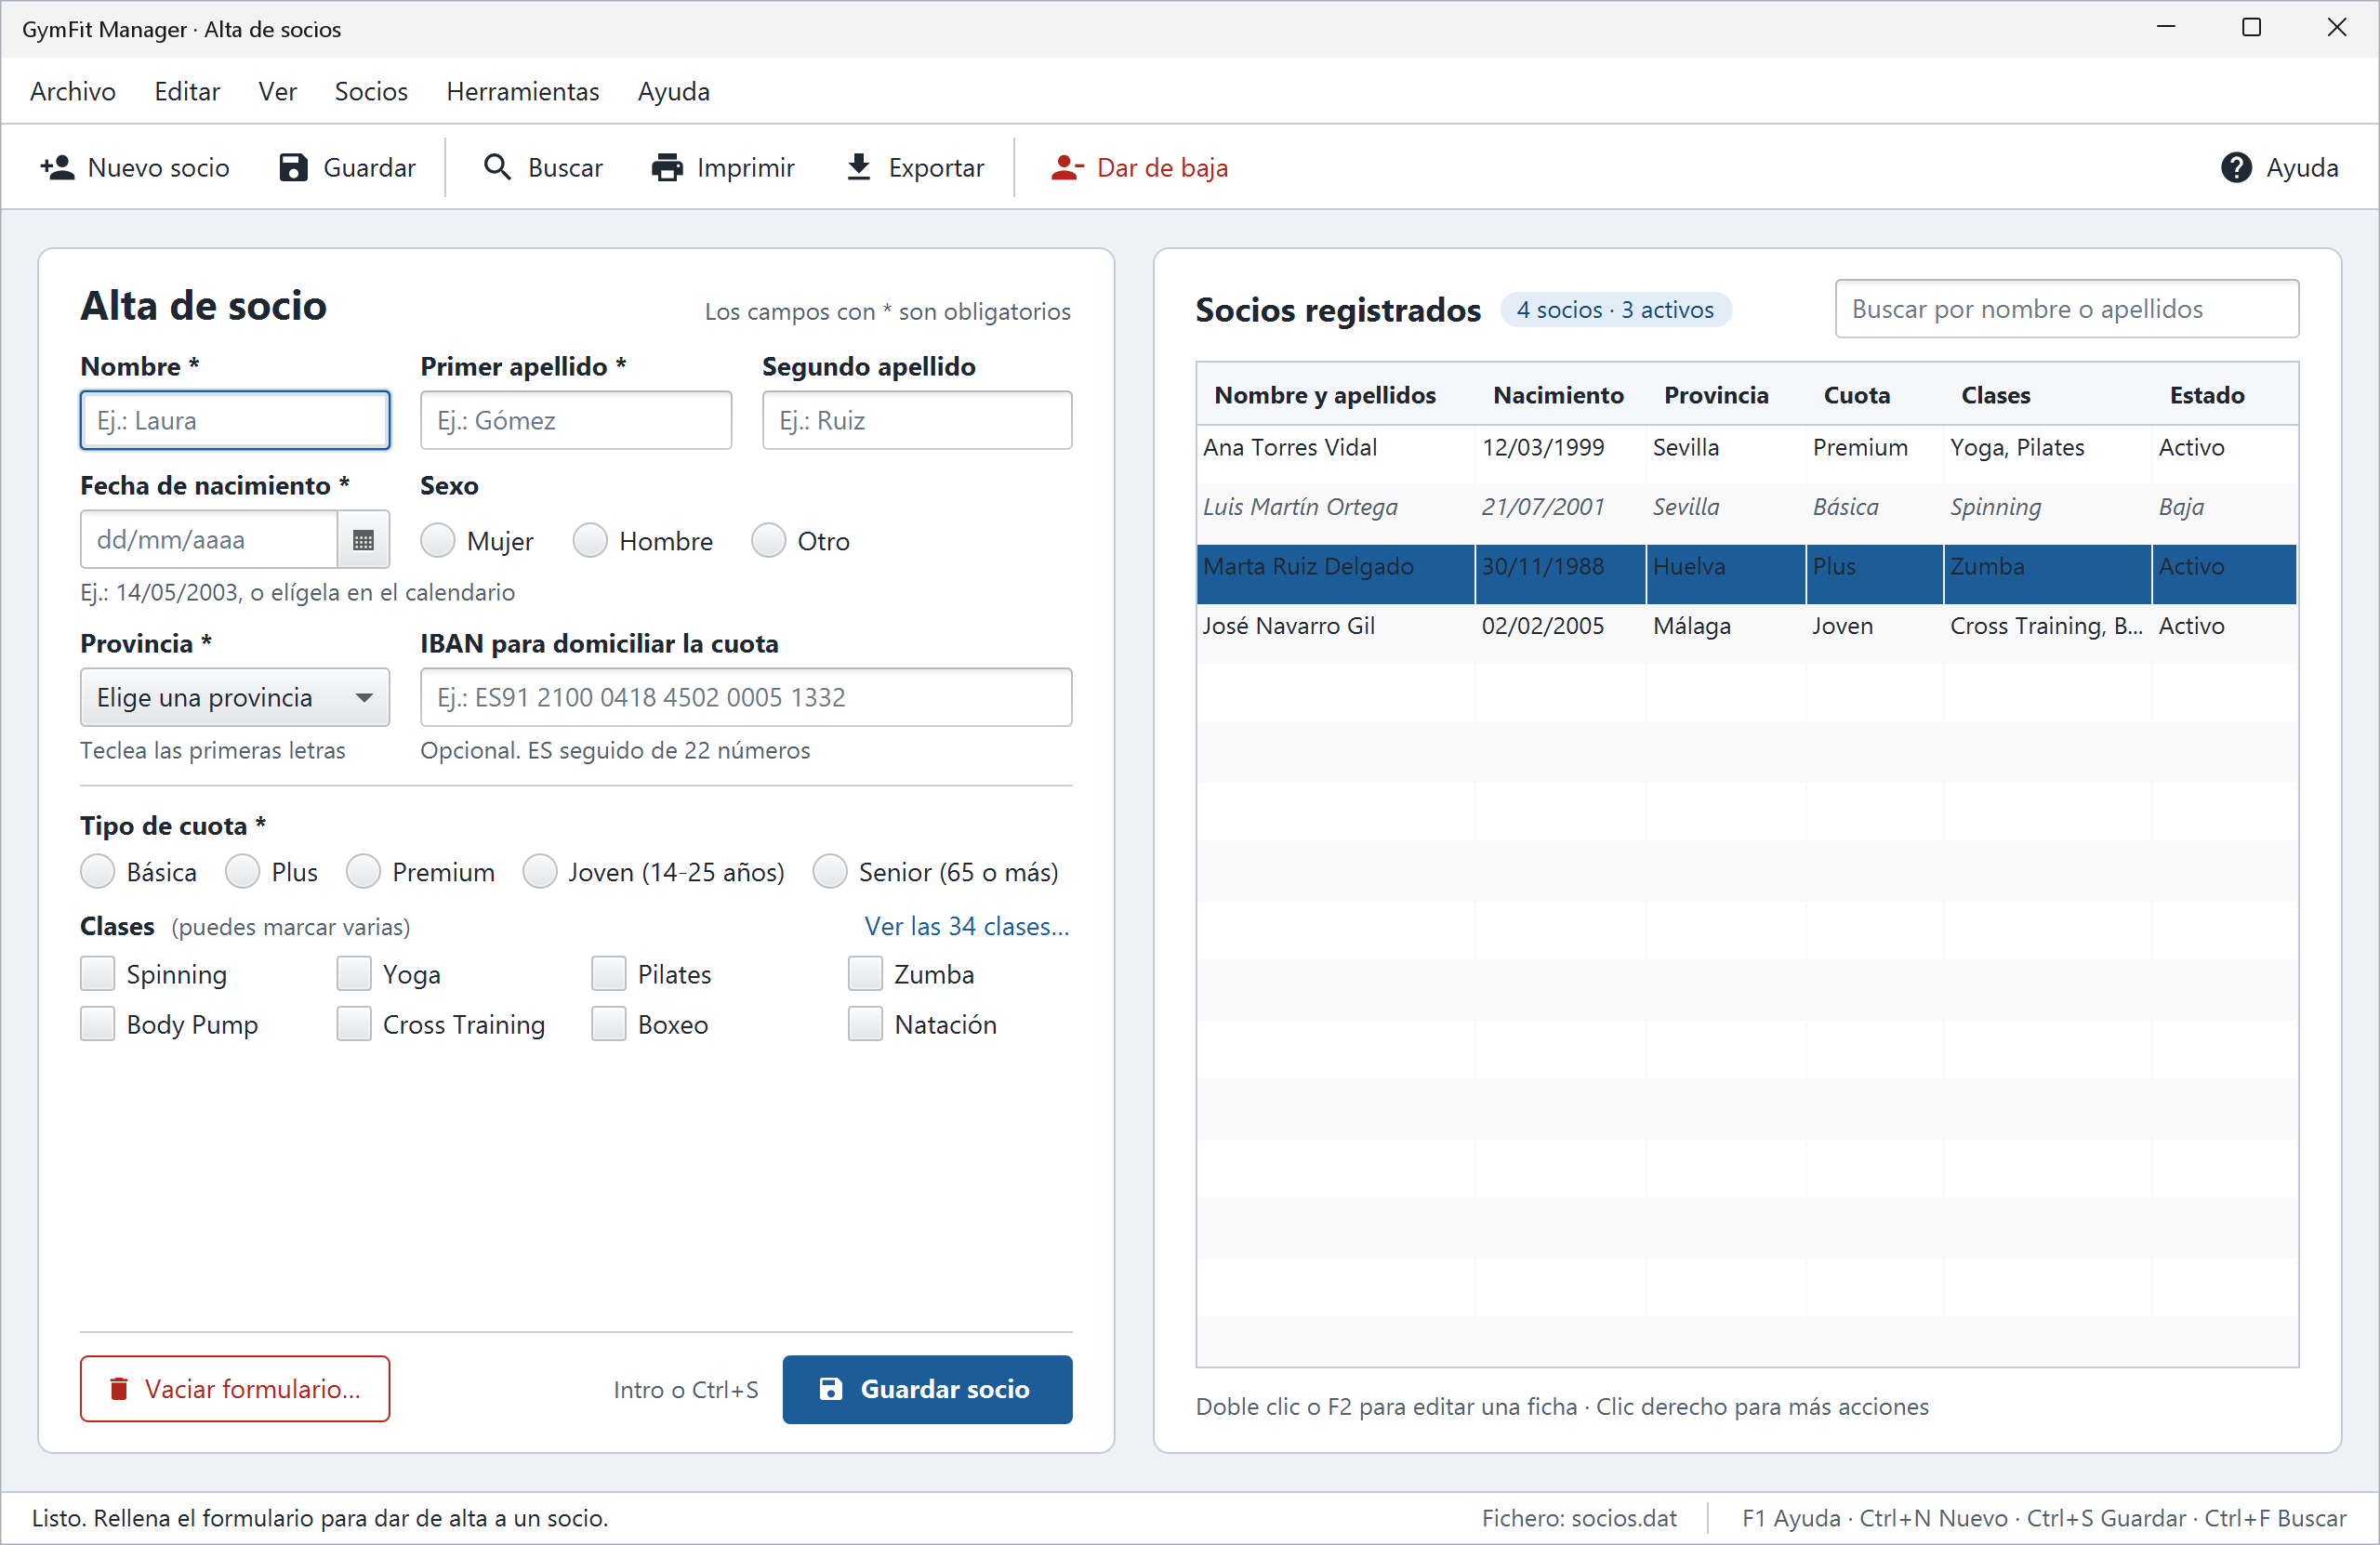 GymFit Manager · Alta de socios
Archivo Editar Ver Socios Herramientas Ayuda
Nuevo socio Guardar Buscar Imprimir Exportar Dar de baja Ayuda
Alta de socio
Los campos con * son obligatorios
Nombre * Primer apellido * Segundo apellido
Ej.: Laura Ej.: Gómez Ej.: Ruiz
Fecha de nacimiento * Sexo
dd/mm/aaaa Mujer Hombre Otro
Ej.: 14/05/2003, o elígela en el calendario
Provincia * IBAN para domiciliar la cuota
Elige una provincia Ej.: ES91 2100 0418 4502 0005 1332
Teclea las primeras letras Opcional. ES seguido de 22 números
Tipo de cuota *
Básica Plus Premium Joven (14-25 años) Senior (65 o más)
Clases (puedes marcar varias) Ver las 34 clases...
Spinning Yoga Pilates Zumba
Body Pump Cross Training Boxeo Natación
Vaciar formulario... Intro o Ctrl+S Guardar socio
Socios registrados 4 socios · 3 activos Buscar por nombre o apellidos
Nombre y apellidos Nacimiento Provincia Cuota Clases Estado
Ana Torres Vidal 12/03/1999 Sevilla Premium Yoga, Pilates Activo
Luis Martín Ortega 21/07/2001 Sevilla Básica Spinning Baja
Marta Ruiz Delgado 30/11/1988 Huelva Plus Zumba Activo
José Navarro Gil 02/02/2005 Málaga Joven Cross Training, B... Activo
Doble clic o F2 para editar una ficha · Clic derecho para más acciones
Listo. Rellena el formulario para dar de alta a un socio. Fichero: socios.dat F1 Ayuda · Ctrl+N Nuevo · Ctrl+S Guardar · Ctrl+F Buscar